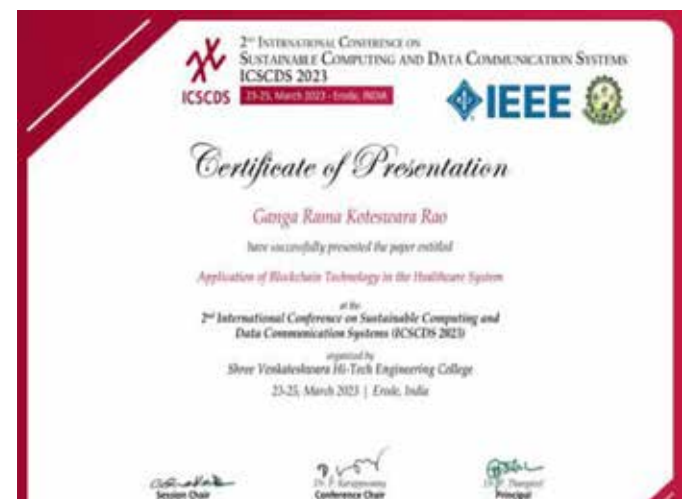 2nd International Conference on
Sustainable Computing and Data Communication Systems
ICSCDS 2023
ICSCDS
23-25, March 2023 - Erode, INDIA
IEEE
Certificate of Presentation
Ganga Rama Koteswara Rao
have successfully presented the paper entitled
Application of Blockchain Technology in the Healthcare System
at the
2nd International Conference on Sustainable Computing and
Data Communication Systems (ICSCDS 2023)
organized by
Shree Venkateshwara Hi-Tech Engineering College
23-25, March 2023 | Erode, India
Session Chair
Conference Chair
Dr. P. Thangavel
Principal